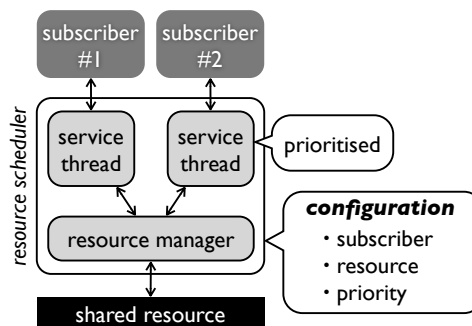 subscriber
#1
subscriber
#2
resource scheduler
service
thread
service
thread
prioritised
resource manager
configuration
・subscriber
・resource
・priority
shared resource